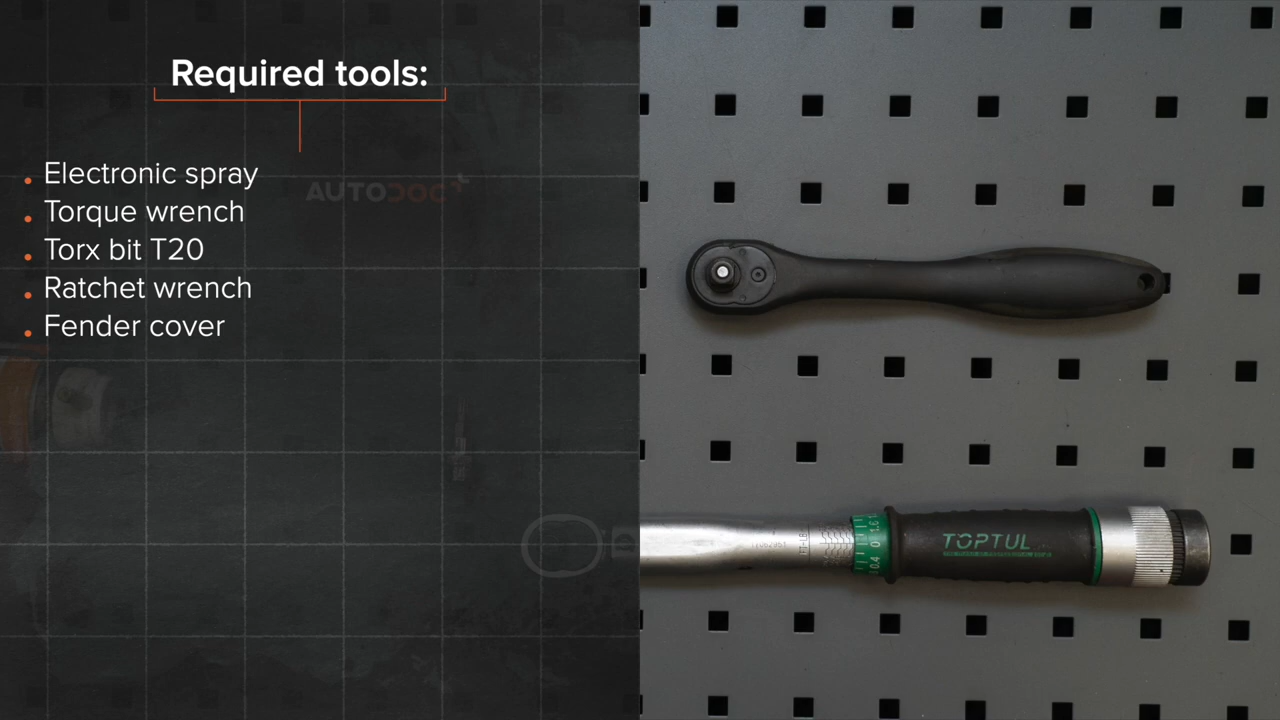 Required tools:
Electronic spray
AUTODOC
Torque wrench
Torx bit T20
Ratchet wrench
Fender cover
TOPTUL